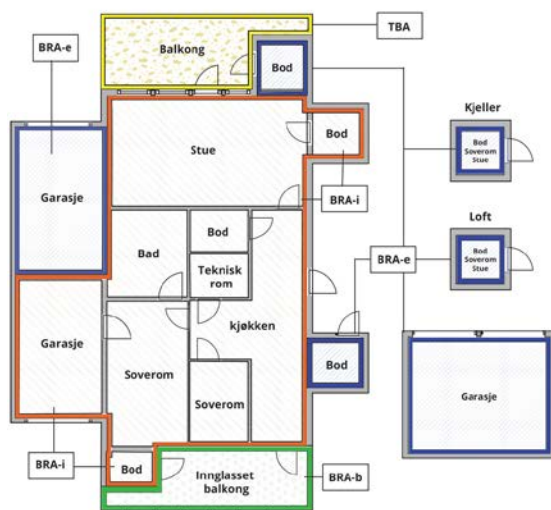 TBA
BRA-e
Balkong
Bod
Kjeller
Bod
Stue
Bod
Soverom
Stue
Garasje
BRA-i
Loft
Bod
Bad
Teknisk
rom
BRA-e
Bod
Soverom
Stue
Garasje
kjøkken
Soverom
Soverom
Bod
Garasje
BRA-i
Bod
Innglasset
balkong
BRA-b